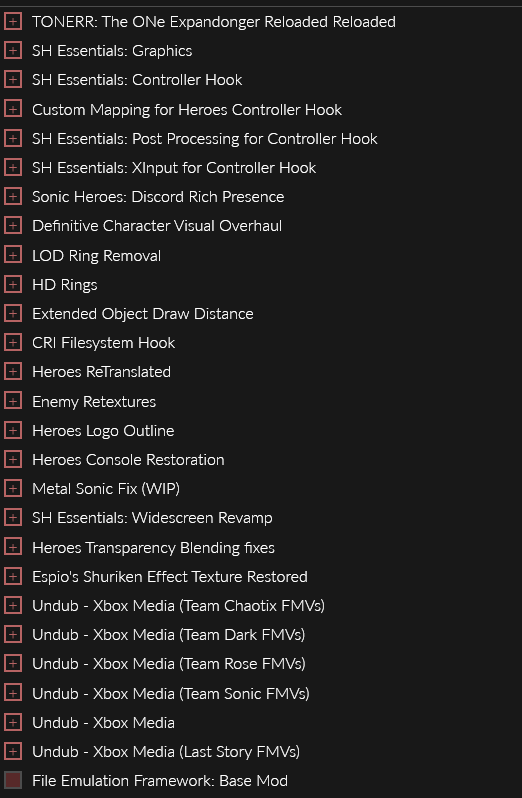 TONERR: The ONe Expandonger Reloaded Reloaded
SH Essentials: Graphics
SH Essentials: Controller Hook
Custom Mapping for Heroes Controller Hook
SH Essentials: Post Processing for Controller Hook
SH Essentials: XInput for Controller Hook
Sonic Heroes: Discord Rich Presence
Definitive Character Visual Overhaul
LOD Ring Removal
HD Rings
Extended Object Draw Distance
CRI Filesystem Hook
Heroes ReTranslated
Enemy Retextures
Heroes Logo Outline
Heroes Console Restoration
Metal Sonic Fix (WIP)
SH Essentials: Widescreen Revamp
Heroes Transparency Blending fixes
Espio's Shuriken Effect Texture Restored
Undub - Xbox Media (Team Chaotix FMVs)
Undub - Xbox Media (Team Dark FMVs)
Undub - Xbox Media (Team Rose FMVs)
Undub - Xbox Media (Team Sonic FMVs)
Undub - Xbox Media
Undub - Xbox Media (Last Story FMVs)
File Emulation Framework: Base Mod